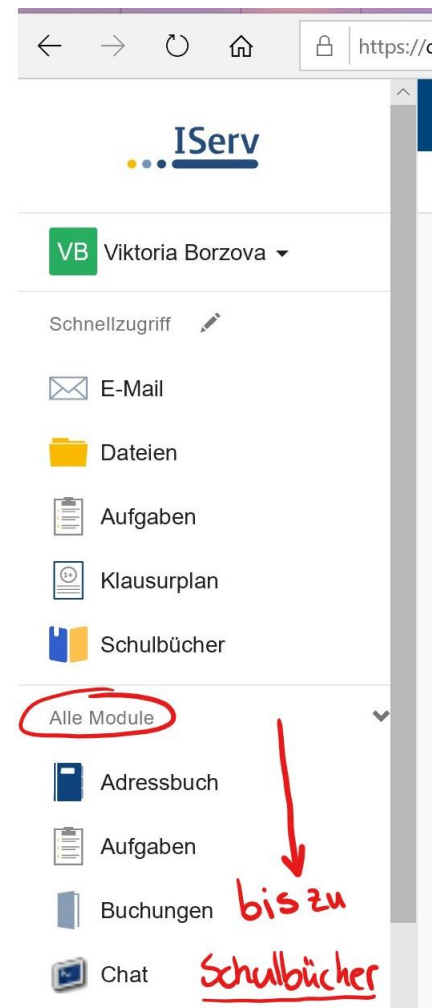 https://
IServ
VB Viktoria Borzova
Schnellzugriff
E-Mail
Dateien
Aufgaben
1+ Klausurplan
Schulbücher
Alle Module
Adressbuch
Aufgaben
Buchungen
bis zu
Chat
Schulbücher